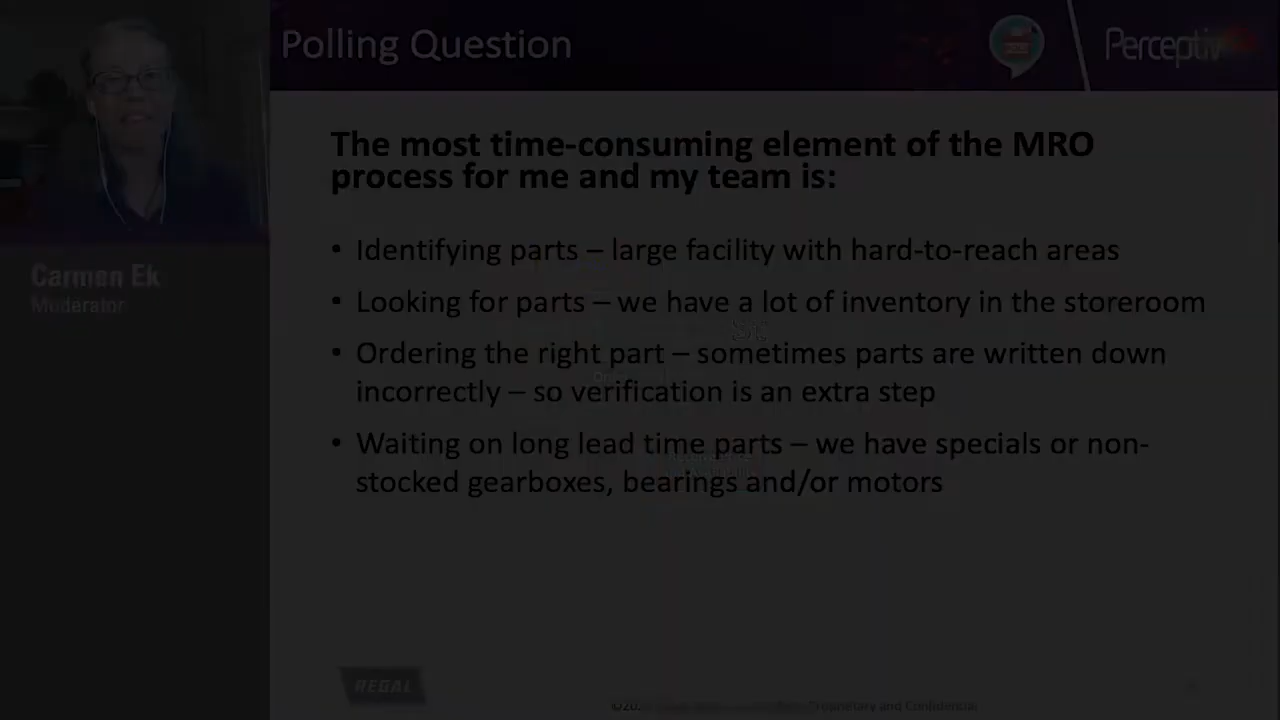 Polling Question
Perceptiv
The most time-consuming element of the MRO
process for me and my team is:
• Identifying parts – large facility with hard-to-reach areas
• Looking for parts – we have a lot of inventory in the storeroom
• Ordering the right part – sometimes parts are written down
incorrectly – so verification is an extra step
• Waiting on long lead time parts – we have specials or non-
stocked gearboxes, bearings and/or motors
Carmen Ek
Moderator
REGAL
Proprietary and Confidential